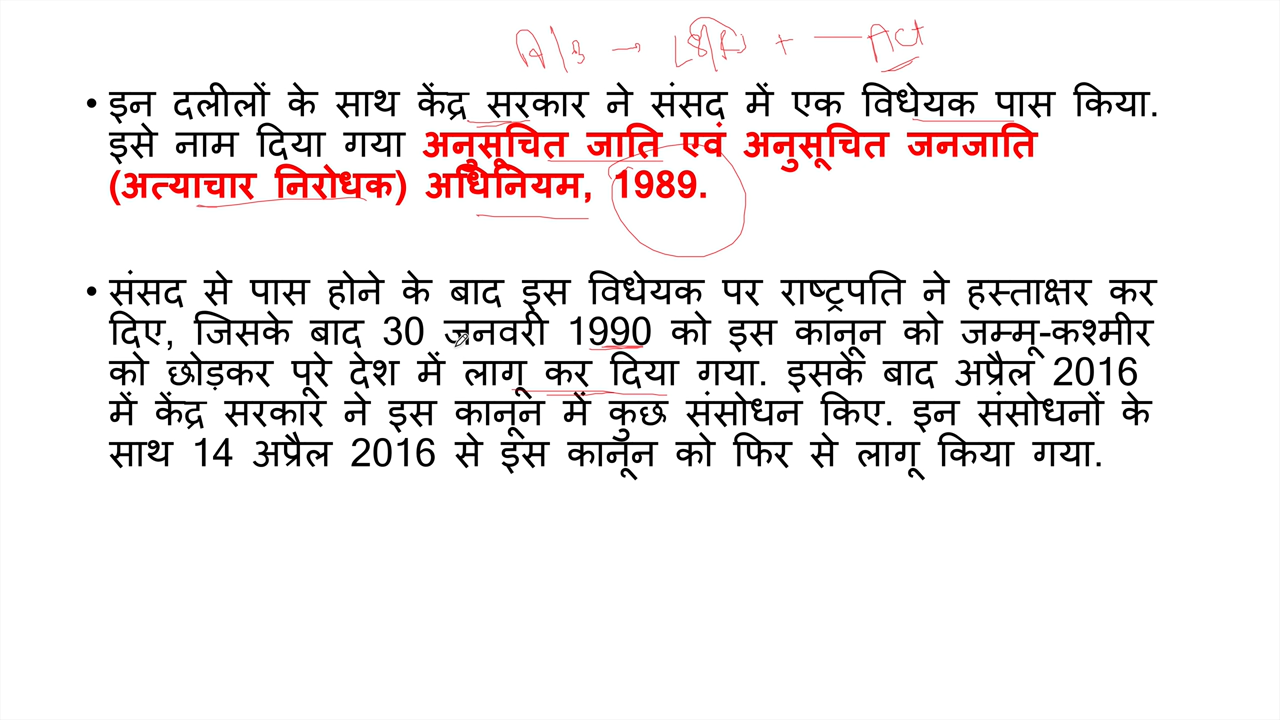 Act
• इन दलीलों के साथ केंद्र सरकार ने संसद में एक विधेयक पास किया.
इसे नाम दिया गया अनुसूचित जाति एवं अनुसूचित जनजाति
(अत्याचार निरोधक) अधिनियम, 1989.
• संसद से पास होने के बाद इस विधेयक पर राष्ट्रपति ने हस्ताक्षर कर
दिए, जिसके बाद 30 जनवरी 1990 को इस कानून को जम्मू-कश्मीर
को छोड़कर पूरे देश में लागू कर दिया गया. इसके बाद अप्रैल 2016
में केंद्र सरकार ने इस कानून में कुछ संसोधन किए. इन संसोधनों के
साथ 14 अप्रैल 2016 से इस कानून को फिर से लागू किया गया.